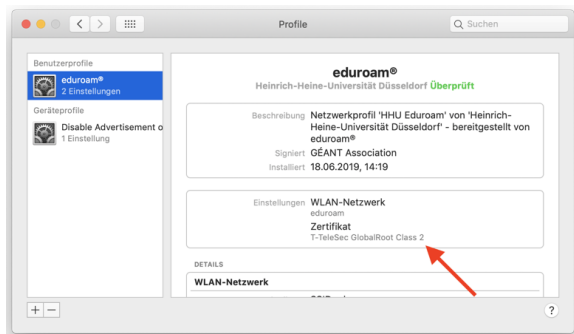 Profile
Suchen
Benutzerprofile
eduroam®
2 Einstellungen
Geräteprofile
Disable Advertisement o
1 Einstellung
eduroam®
Heinrich-Heine-Universität Düsseldorf Überprüft
Beschreibung Netzwerkprofil 'HHU Eduroam' von 'Heinrich-
Heine-Universität Düsseldorf' - bereitgestellt von
eduroam®
Signiert GÉANT Association
Installiert 18.06.2019, 14:19
Einstellungen WLAN-Netzwerk
eduroam
Zertifikat
T-TeleSec GlobalRoot Class 2
DETAILS
WLAN-Netzwerk
+ −
?